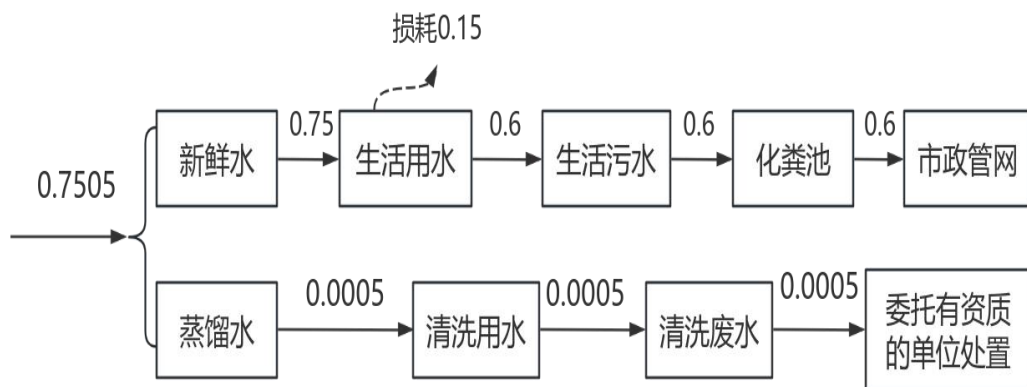 损耗0.15
0.7505
新鲜水
0.75
生活用水
0.6
生活污水
0.6
化粪池
0.6
市政管网
蒸馏水
0.0005
清洗用水
0.0005
清洗废水
0.0005
委托有资质
的单位处置